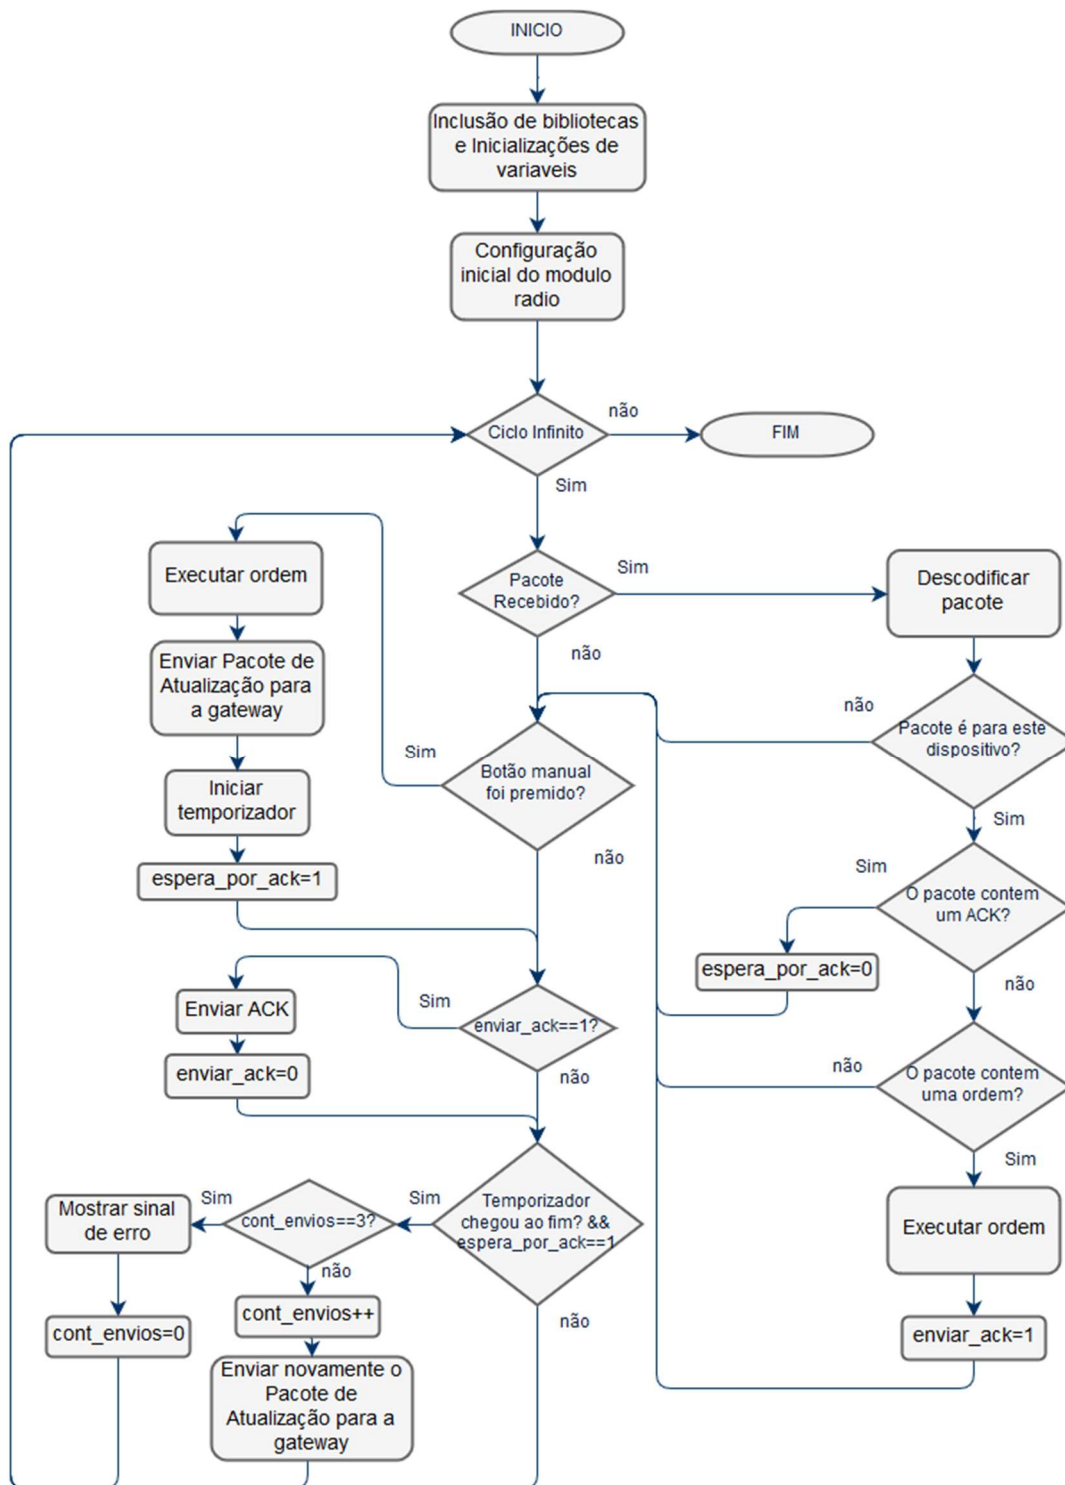 INICIO
Inclusão de bibliotecas
e Inicializações de
variaveis
Configuração
inicial do modulo
radio
Ciclo Infinito
não
FIM
Sim
Executar ordem
Pacote
Recebido?
Sim
Descodificar
pacote
não
Enviar Pacote de
Atualização para
a gateway
não
Pacote é para este
dispositivo?
Sim
Botão manual
foi premido?
Iniciar
temporizador
Sim
não
espera_por_ack=1
Sim
O pacote contem
um ACK?
espera_por_ack=0
não
Enviar ACK
Sim
enviar_ack==1?
enviar_ack=0
não
não
O pacote contem
uma ordem?
Sim
Mostrar sinal
de erro
Sim
cont_envios==3?
Sim
Temporizador
chegou ao fim? &&
espera_por_ack==1
Executar ordem
não
cont_envios=0
cont_envios++
não
enviar_ack=1
Enviar novamente o
Pacote de
Atualização para a
gateway